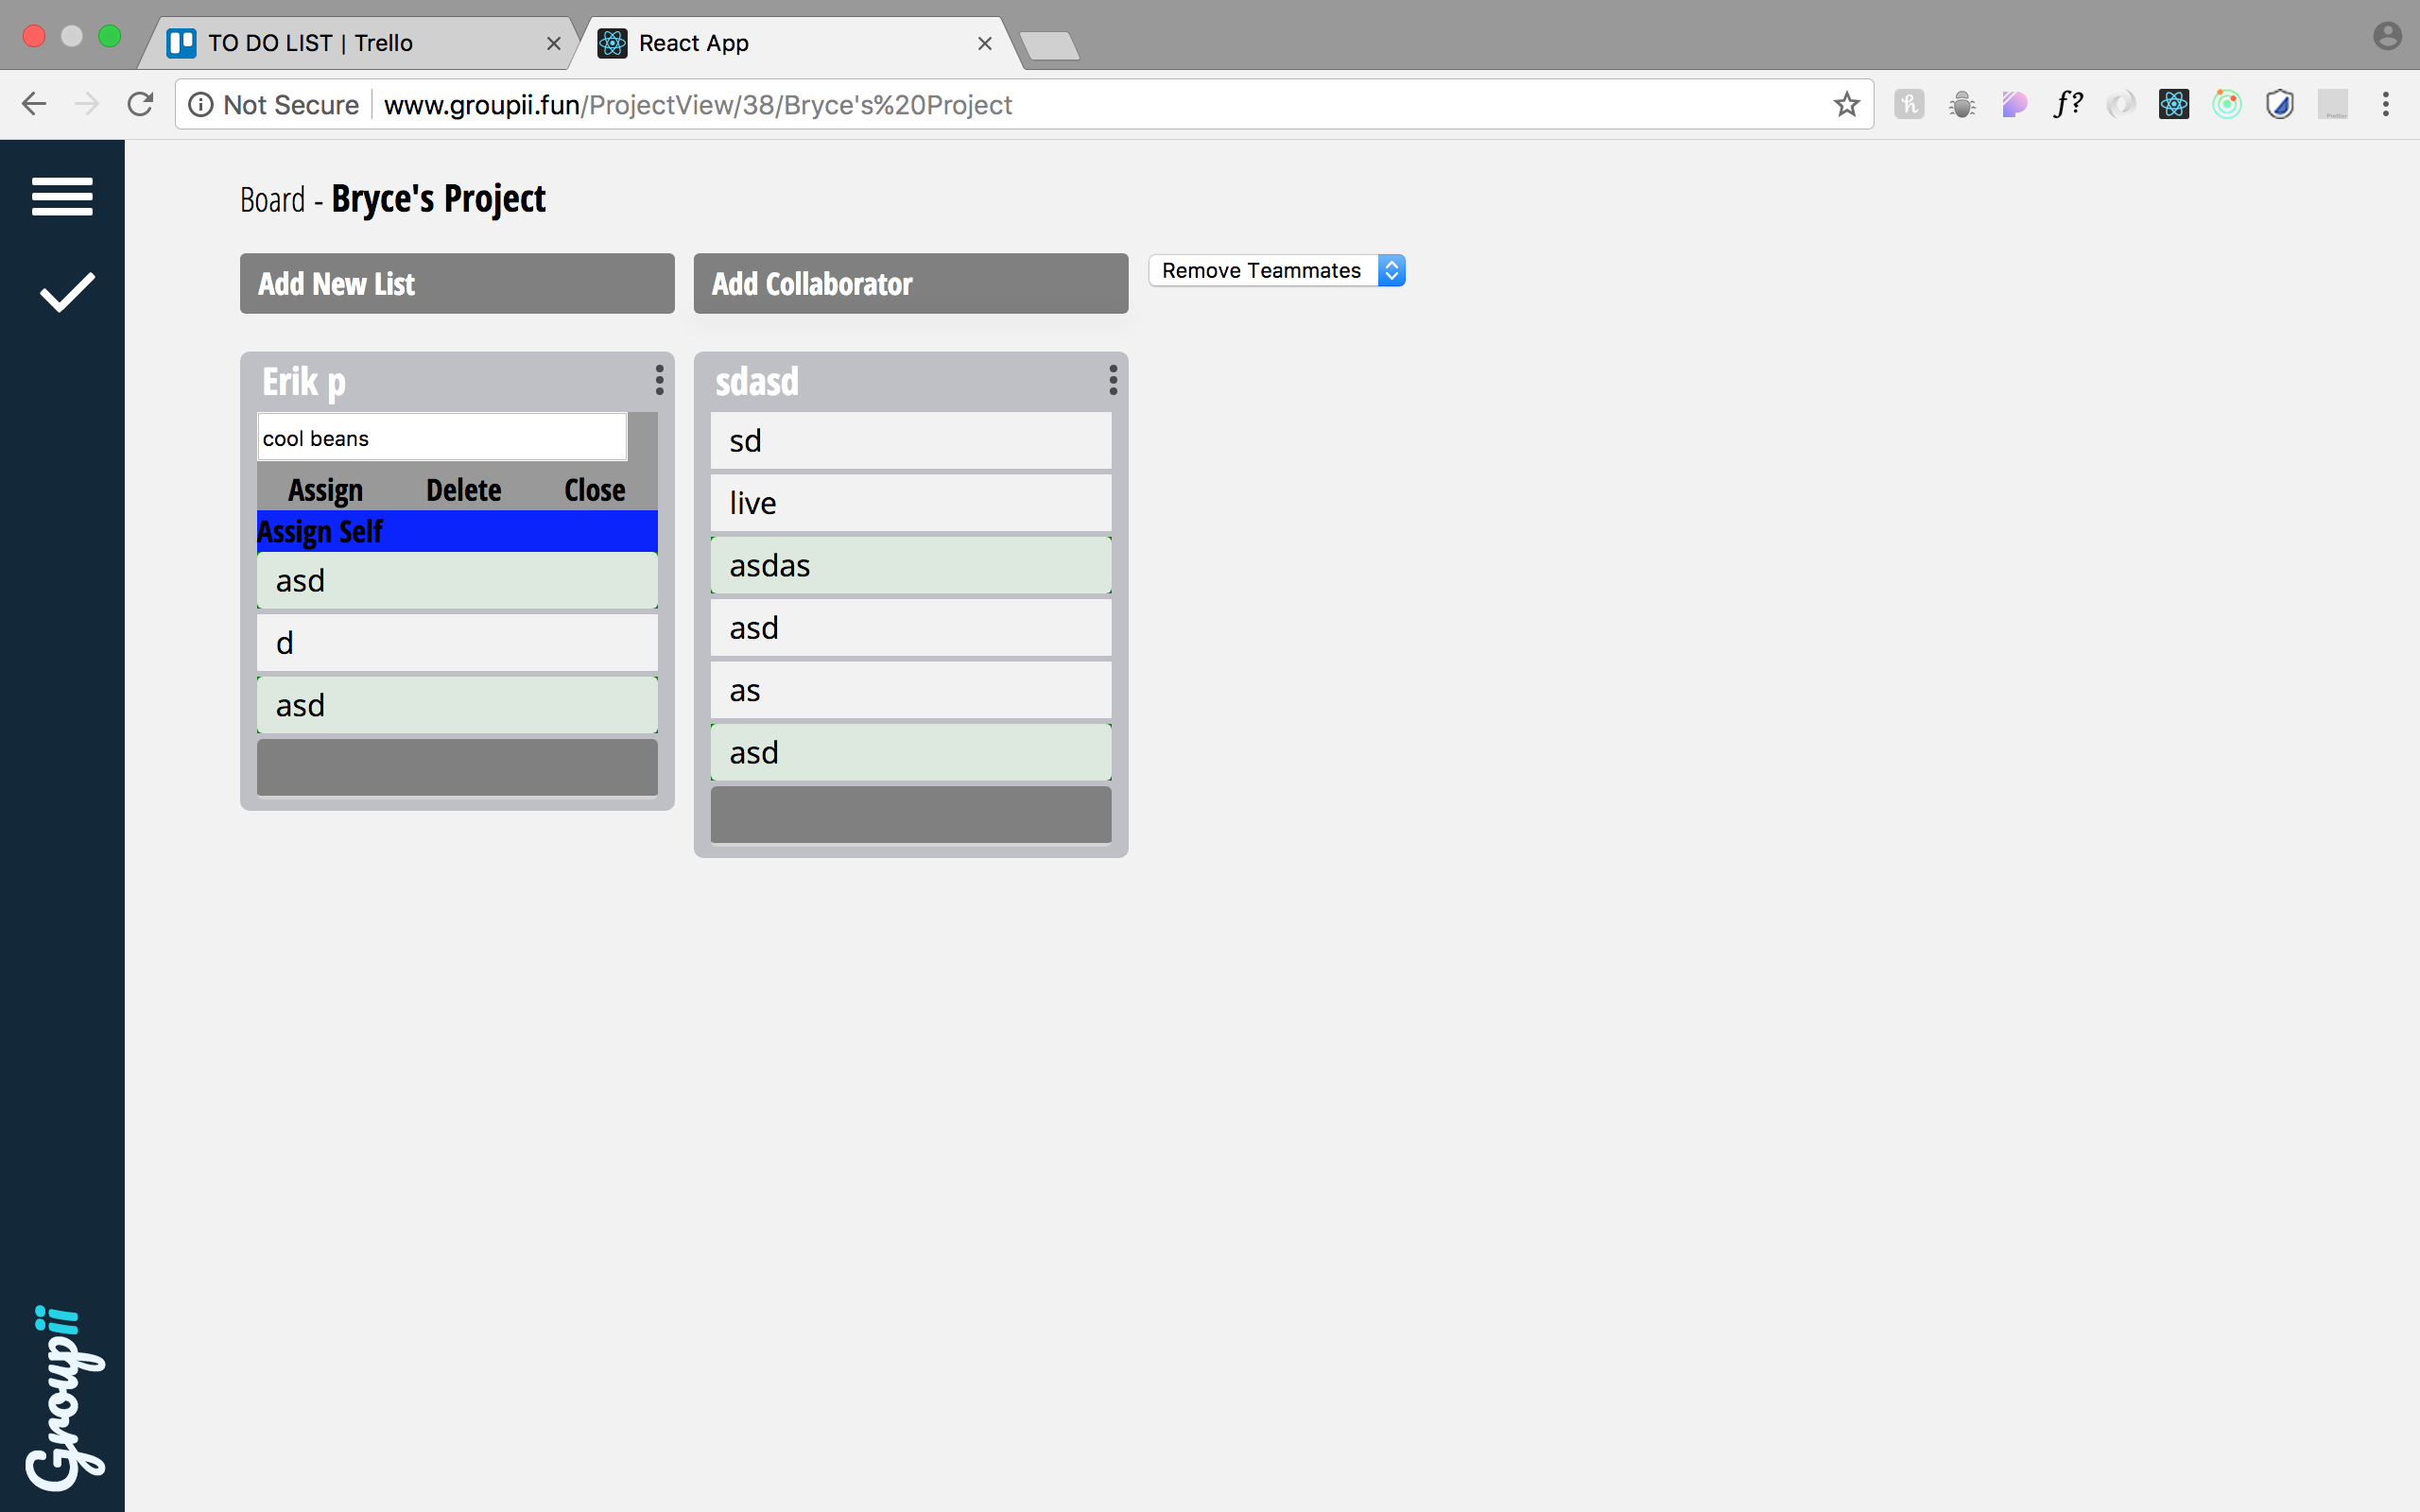 TO DO LIST | Trello
React App
Not Secure www.groupii.fun/ProjectView/38/Bryce's%20Project
f?
Board - Bryce's Project
Add New List
Add Collaborator
Remove Teammates
Erik p
cool beans
Assign Delete Close
Assign Self
asd
d
asd
sdasd
sd
live
asdas
asd
as
asd
Groupii